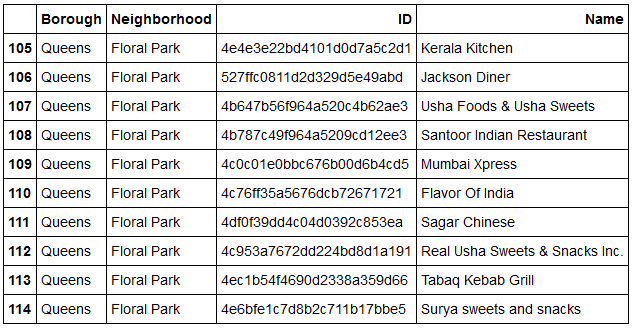 Borough Neighborhood ID Name
105 Queens Floral Park 4e4e3e22bd4101d0d7a5c2d1 Kerala Kitchen
106 Queens Floral Park 527ffc0811d2d329d5e49abd Jackson Diner
107 Queens Floral Park 4b647b56f964a520c4b62ae3 Usha Foods & Usha Sweets
108 Queens Floral Park 4b787c49f964a5209cd12ee3 Santoor Indian Restaurant
109 Queens Floral Park 4c0c01e0bbc676b00d6b4cd5 Mumbai Xpress
110 Queens Floral Park 4c76ff35a5676dcb72671721 Flavor Of India
111 Queens Floral Park 4df0f39dd4c04d0392c853ea Sagar Chinese
112 Queens Floral Park 4c953a7672dd224bd8d1a191 Real Usha Sweets & Snacks Inc.
113 Queens Floral Park 4ec1b54f4690d2338a359d66 Tabaq Kebab Grill
114 Queens Floral Park 4e6bfe1c7d8b2c711b17bbe5 Surya sweets and snacks